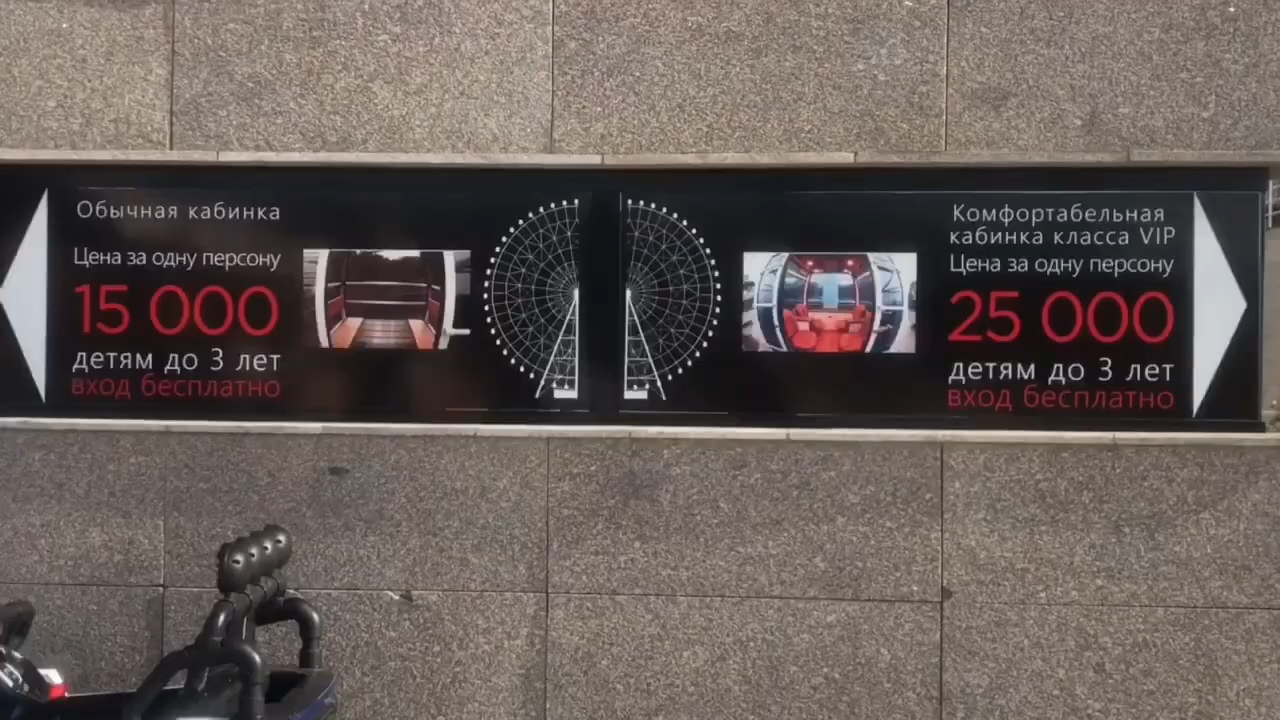 Обычная кабинка
Цена за одну персону
15 000
детям до 3 лет
вход бесплатно
Комфортабельная
кабинка класса VIP
Цена за одну персону
25 000
детям до 3 лет
вход бесплатно